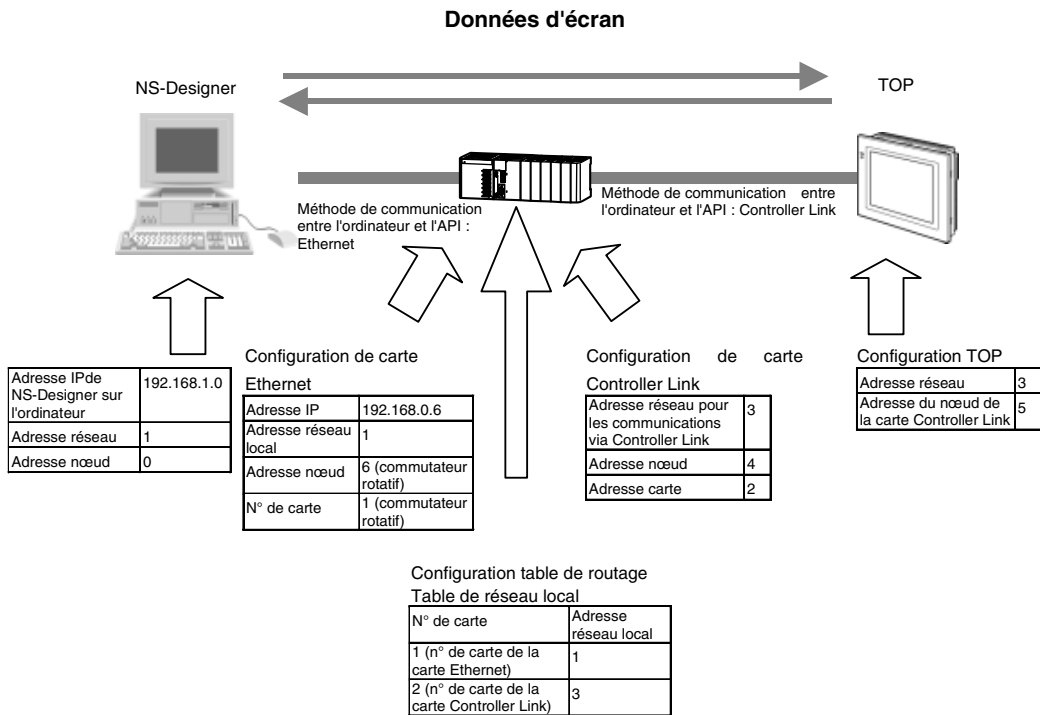 Données d'écran
NS-Designer
TOP
Méthode de communication
entre l'ordinateur et l'API :
Ethernet
Méthode de communication entre
l'ordinateur et l'API : Controller Link
Adresse IPde
NS-Designer sur
l'ordinateur
192.168.1.0
Adresse réseau
1
Adresse nœud
0
Configuration de carte
Ethernet
Adresse IP
192.168.0.6
Adresse réseau
local
1
Adresse nœud
6 (commutateur
rotatif)
N° de carte
1 (commutateur
rotatif)
Configuration de carte
Controller Link
Adresse réseau pour
les communications
via Controller Link
3
Adresse nœud
4
Adresse carte
2
Configuration TOP
Adresse réseau
3
Adresse du nœud de
la carte Controller Link
5
Configuration table de routage
Table de réseau local
N° de carte
Adresse
réseau local
1 (n° de carte de la
carte Ethernet)
1
2 (n° de carte de la
carte Controller Link)
3